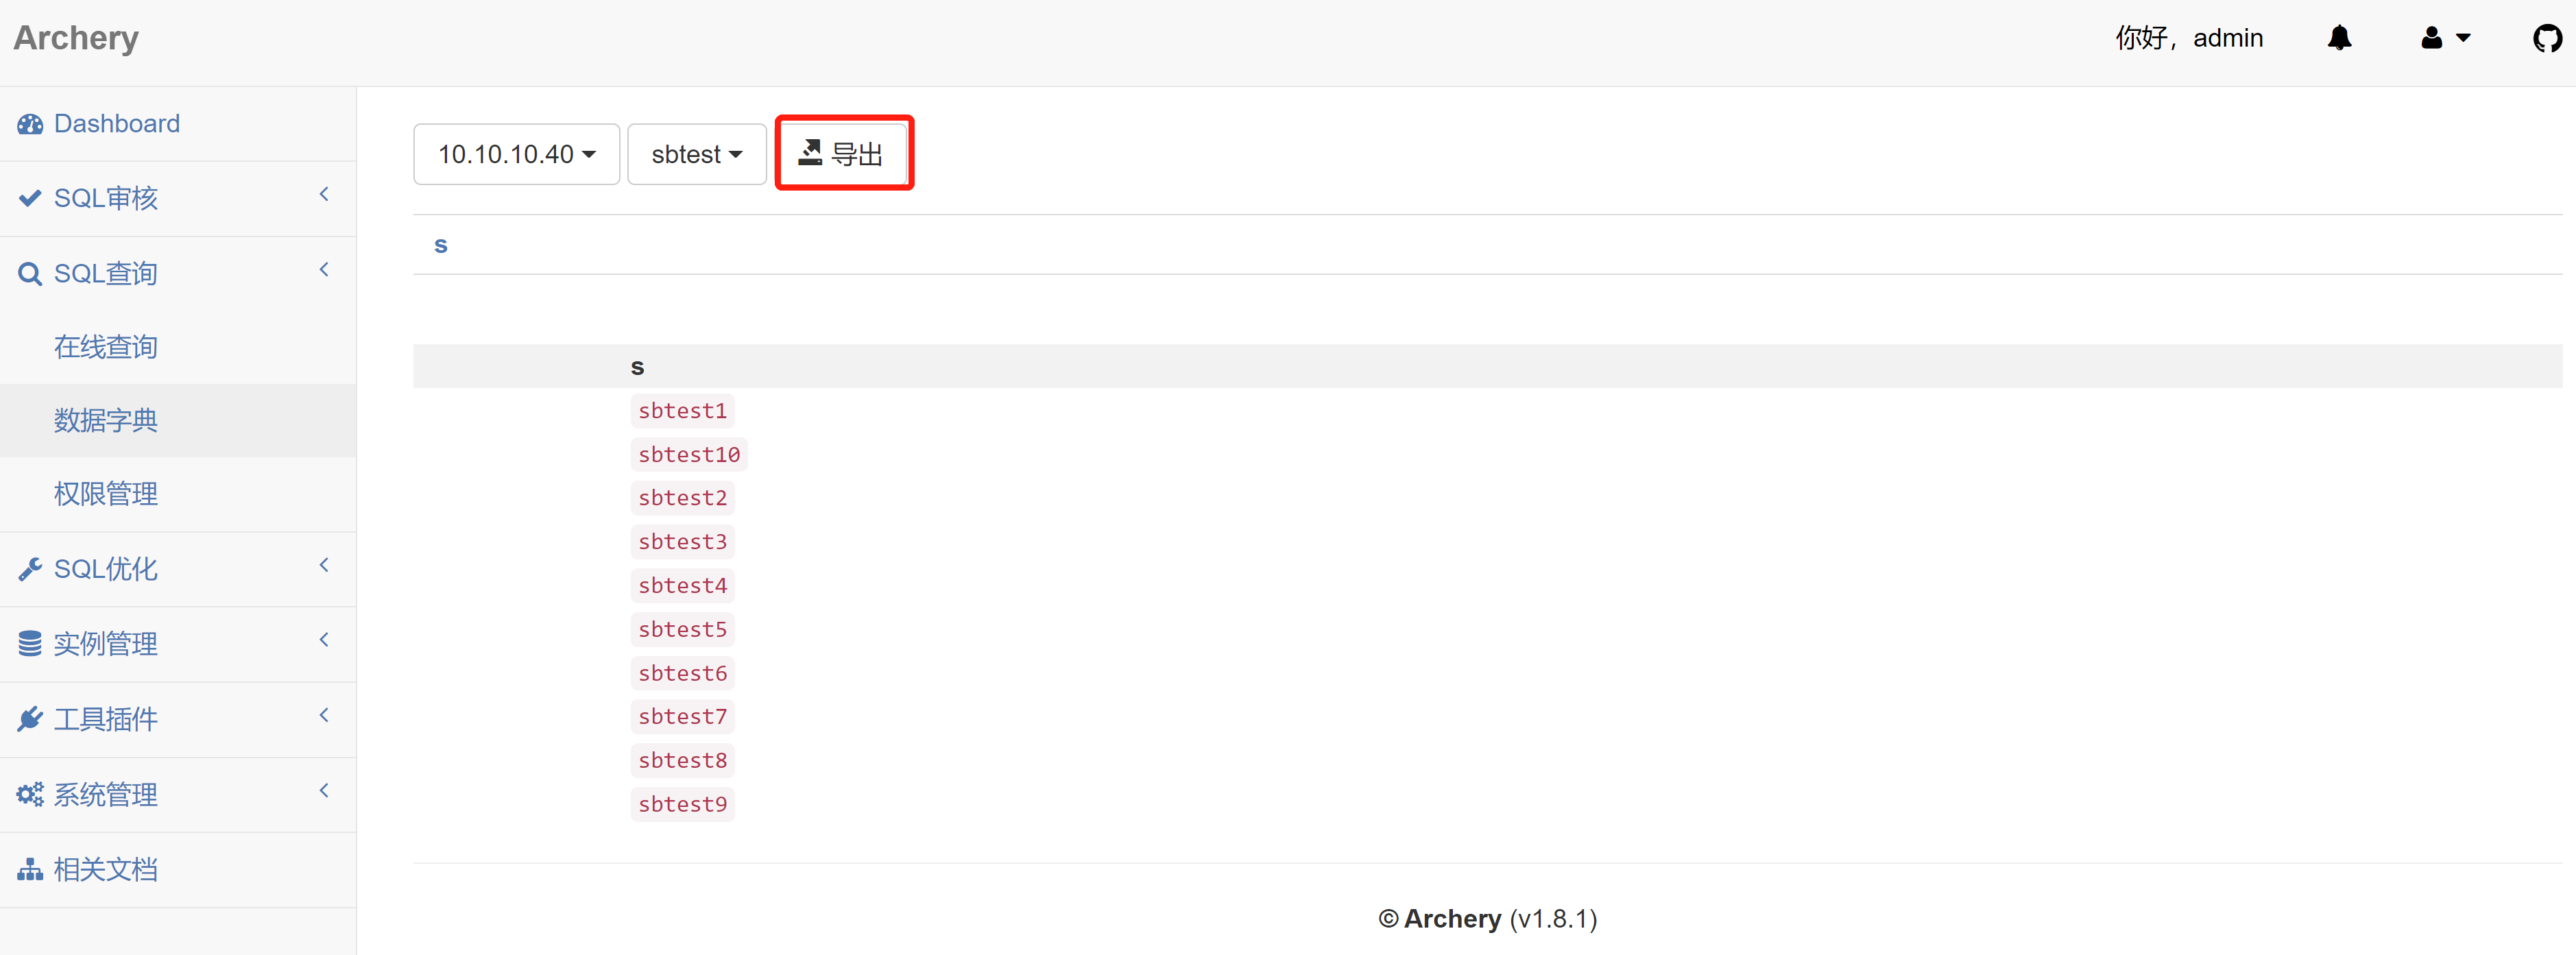 Archery
你好，admin
Dashboard
SQL审核
SQL查询
在线查询
数据字典
权限管理
SQL优化
实例管理
工具插件
系统管理
相关文档
10.10.10.40
sbtest
导出
s
s
sbtest1
sbtest10
sbtest2
sbtest3
sbtest4
sbtest5
sbtest6
sbtest7
sbtest8
sbtest9
© Archery (v1.8.1)